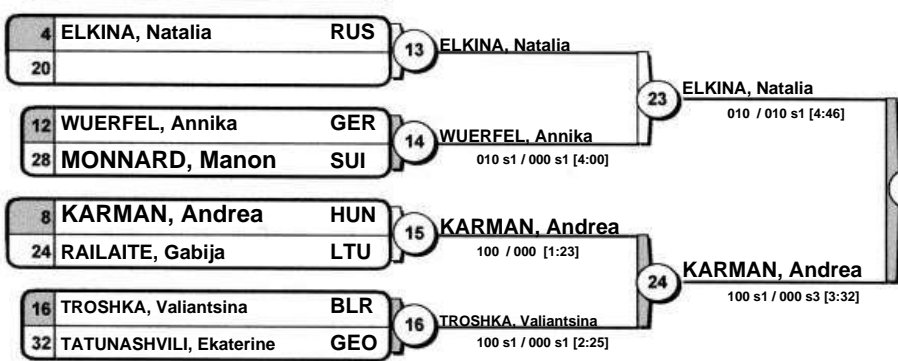 4 ELKINA, Natalia RUS
20
13 ELKINA, Natalia
12 WUERFEL, Annika GER
28 MONNARD, Manon SUI
14 WUERFEL, Annika
010 s1 / 000 s1 [4:00]
23 ELKINA, Natalia
010 / 010 s1 [4:46]
8 KARMAN, Andrea HUN
24 RAILAITE, Gabija LTU
15 KARMAN, Andrea
100 / 000 [1:23]
16 TROSHKA, Valiantsina BLR
32 TATUNASHVILI, Ekaterine GEO
16 TROSHKA, Valiantsina
100 s1 / 000 s1 [2:25]
24 KARMAN, Andrea
100 s1 / 000 s3 [3:32]